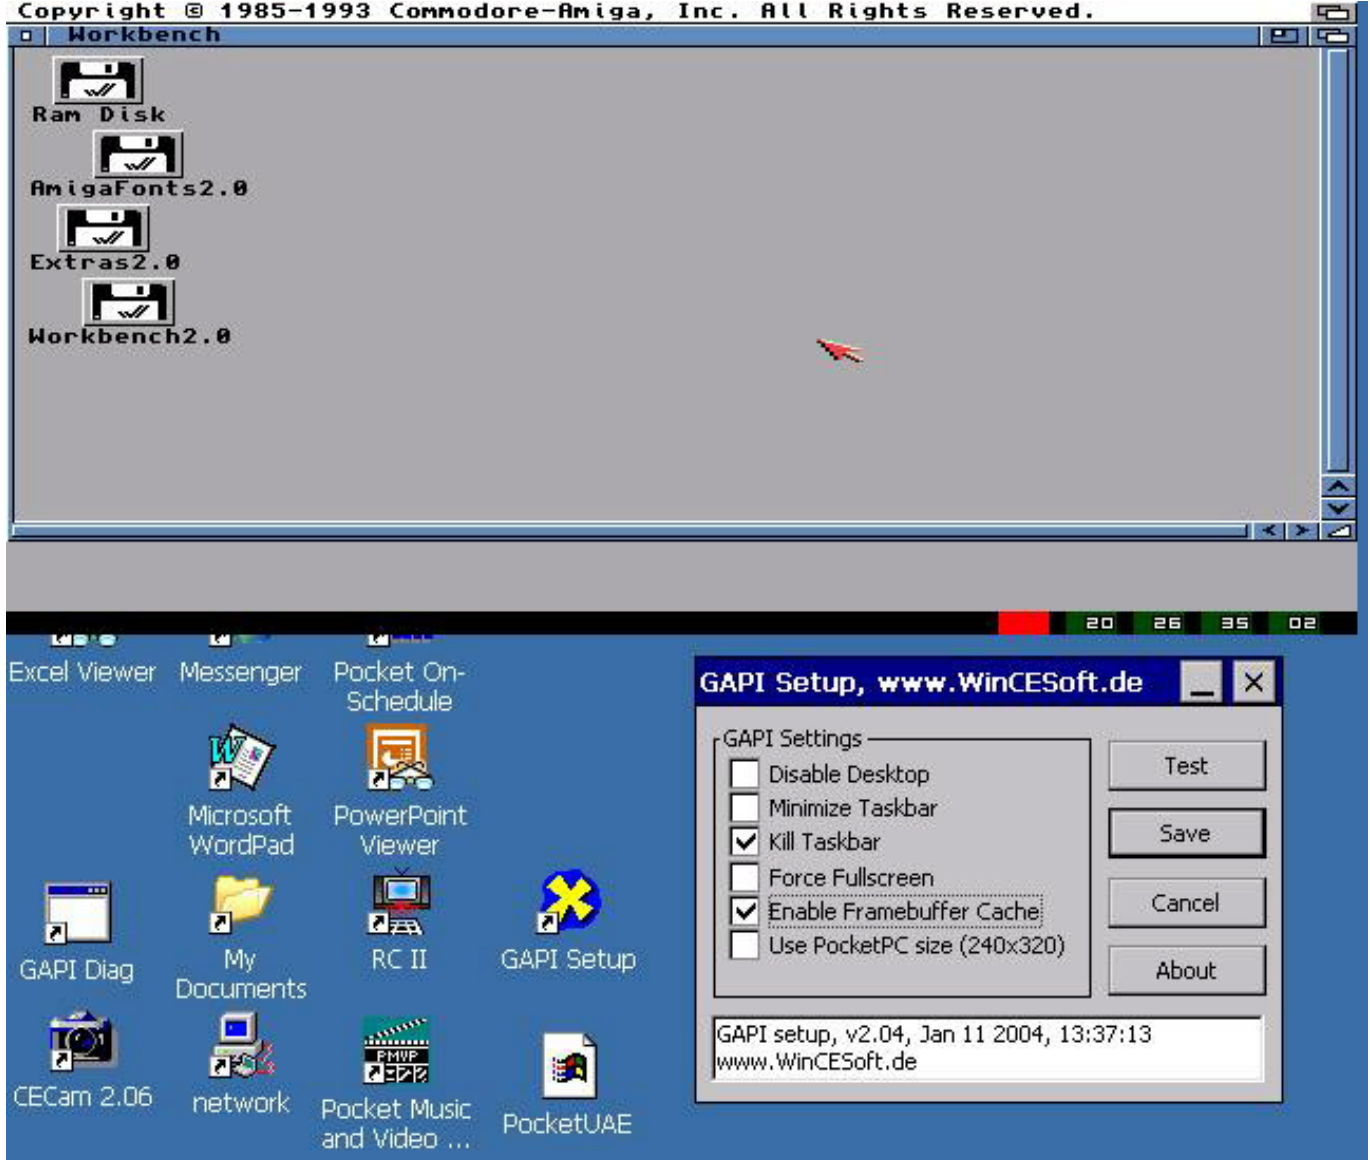 Copyright © 1985-1993 Commodore-Amiga, Inc. All Rights Reserved.
Workbench
Ram Disk
AmigaFonts2.0
Extras2.0
Workbench2.0
20 26 35 02
Excel Viewer
Messenger
Pocket On-
Schedule
Microsoft
WordPad
PowerPoint
Viewer
GAPI Diag
My
Documents
RC II
GAPI Setup
CECam 2.06
network
PMVP
Pocket Music
and Video ...
PocketUAE
GAPI Setup, www.WinCESoft.de
GAPI Settings
Disable Desktop
Minimize Taskbar
Kill Taskbar
Force Fullscreen
Enable Framebuffer Cache
Use PocketPC size (240x320)
Test
Save
Cancel
About
GAPI setup, v2.04, Jan 11 2004, 13:37:13
www.WinCESoft.de